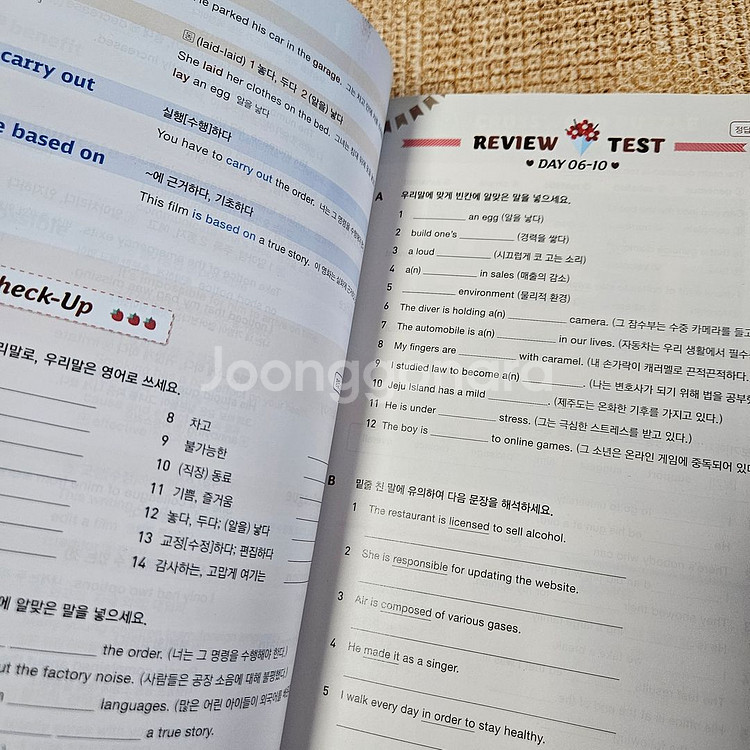 he parked his car in the garage.
(laid-laid) 1 놓다, 두다 2 (알을) 낳다
She laid her clothes on the bed.
lay an egg 알을 낳다
carry out
실행[수행]하다
You have to carry out the order.
e based on
~에 근거하다, 기초하다
This film is based on a true story.
heck-Up
리말로, 우리말은 영어로 쓰세요.
8 차고
9 불가능한
10 (직장) 동료
11 기쁨, 즐거움
12 놓다, 두다; (알을) 낳다
13 교정[수정]하다; 편집하다
14 감사하는, 고맙게 여기는
에 알맞은 말을 넣으세요.
the order. (너는 그 명령을 수행해야 한다.)
ut the factory noise. (사람들은 공장 소음에 대해 불평했다.)
languages. (많은 어린 아이들이 외국어를
a true story.
REVIEW TEST
DAY 06-10
정답
A 우리말에 맞게 빈칸에 알맞은 말을 넣으세요.
1 ________ an egg (알을 낳다)
2 build one's ________ (경력을 쌓다)
3 a loud ________ (시끄럽게 코 고는 소리)
4 a(n) ________ in sales (매출의 감소)
5 ________ environment (물리적 환경)
6 The diver is holding a(n) ________ camera. (그 잠수부는 수중 카메라를 들고
7 The automobile is a(n) ________ in our lives. (자동차는 우리 생활에서 필수
8 My fingers are ________ with caramel. (내 손가락이 캐러멜로 끈적끈적하다.
9 I studied law to become a(n) ________. (나는 변호사가 되기 위해 법을 공부
10 Jeju Island has a mild ________. (제주도는 온화한 기후를 가지고 있다.)
11 He is under ________ stress. (그는 극심한 스트레스를 받고 있다.)
12 The boy is ________ to online games. (그 소년은 온라인 게임에 중독되어 있다
B 밑줄 친 말에 유의하여 다음 문장을 해석하세요.
1 The restaurant is licensed to sell alcohol.
2 She is responsible for updating the website.
3 Air is composed of various gases.
4 He made it as a singer.
5 I walk every day in order to stay healthy.
Joonggonara